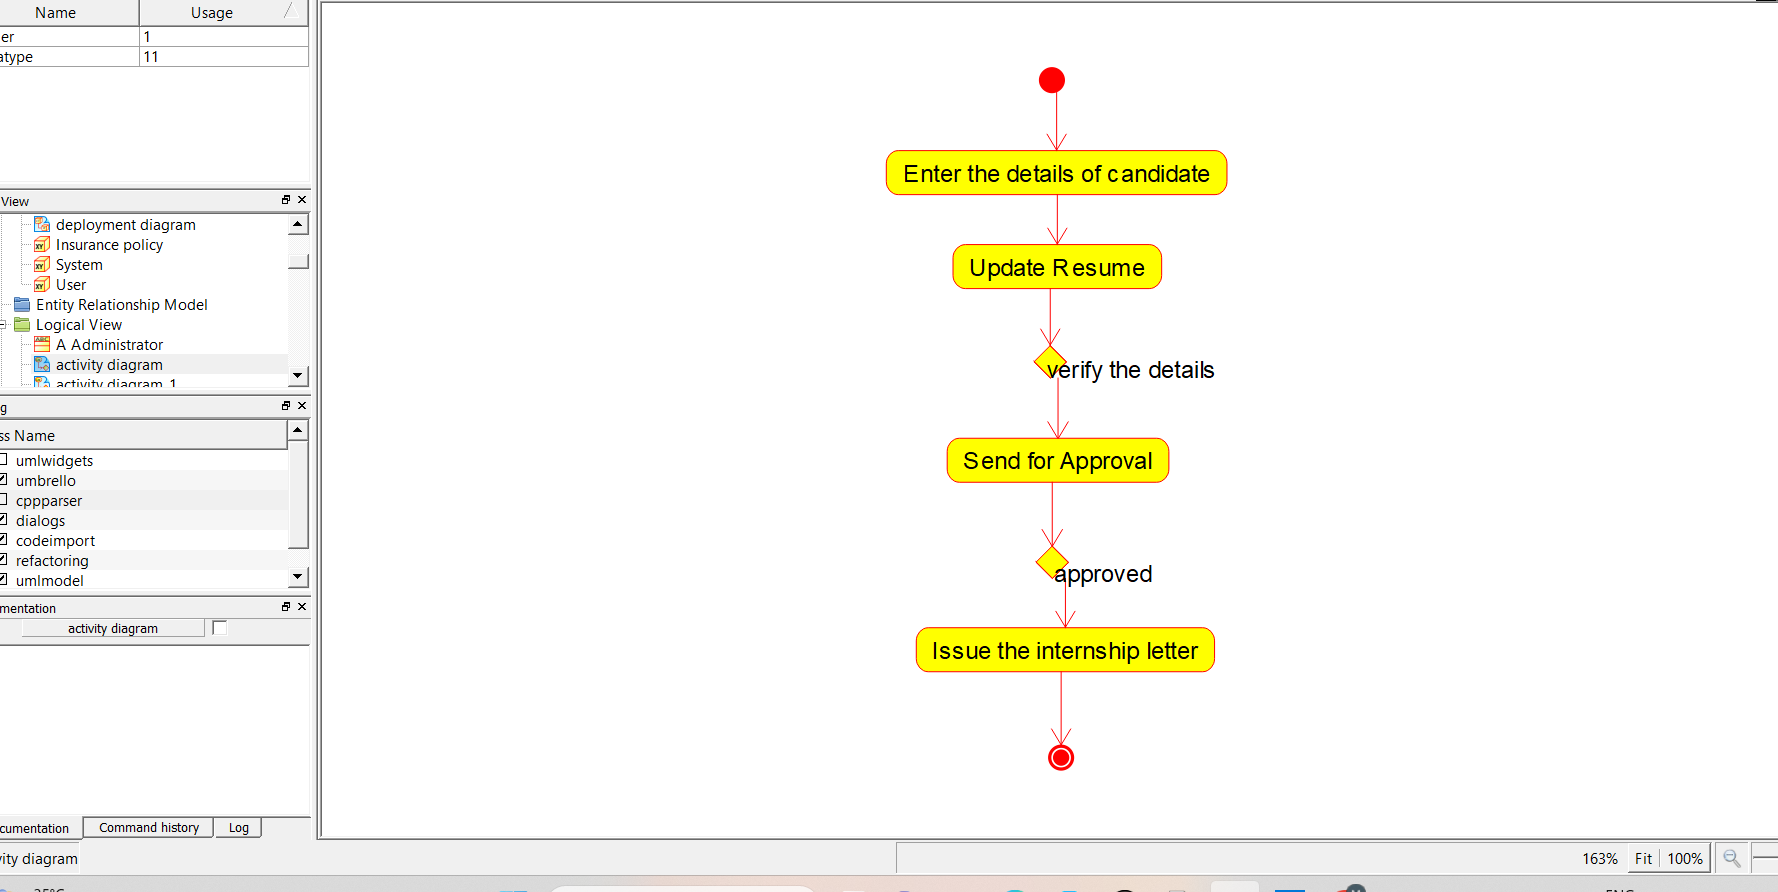 Name Usage
er 1
atype 11
View
deployment diagram
Insurance policy
System
User
Entity Relationship Model
Logical View
A Administrator
activity diagram
activity diagram 1
g
ss Name
umlwidgets
umbrello
cppparser
dialogs
codeimport
refactoring
umlmodel
mentation
activity diagram
cumentation Command history Log
vity diagram
Enter the details of candidate
Update Resume
verify the details
Send for Approval
approved
Issue the internship letter
163% Fit 100%